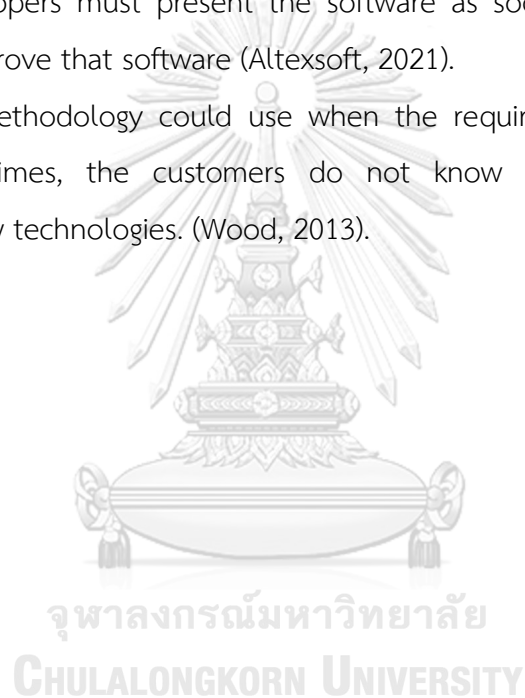 opers must present the software as soo
rove that software (Altexsoft, 2021).
ethodology could use when the requir
imes, the customers do not know
technologies. (Wood, 2013).
จุฬาลงกรณ์มหาวิทยาลัย
CHULALONGKORN UNIVERSITY